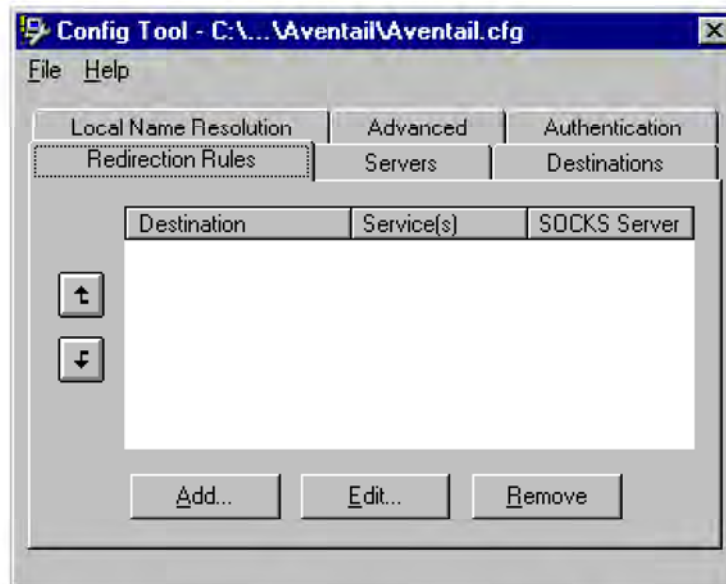 Config Tool - C:\...\Aventail\Aventail.cfg
File Help
Local Name Resolution Advanced Authentication
Redirection Rules Servers Destinations
Destination Service(s) SOCKS Server
Add... Edit... Remove